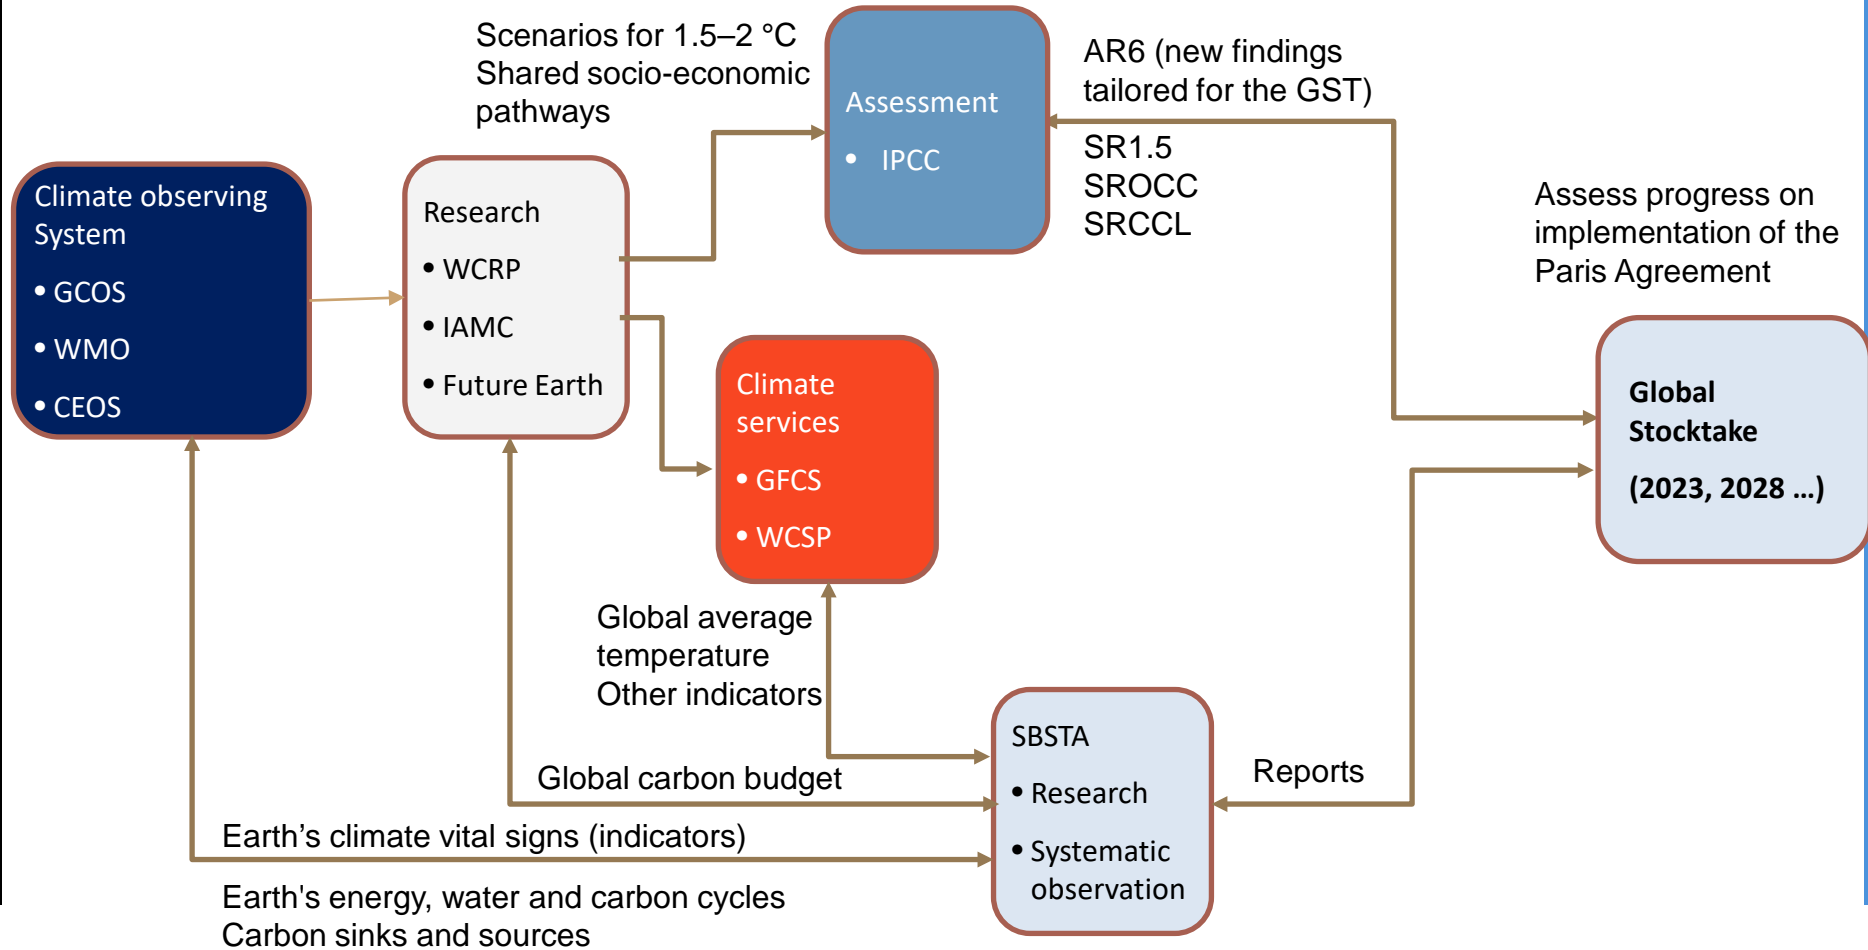 Scenarios for 1.5–2 °C
Shared socio-economic
pathways
Assessment
• IPCC
AR6 (new findings
tailored for the GST)
SR1.5
SROCC
SRCCL
Climate observing
System
• GCOS
• WMO
• CEOS
Research
• WCRP
• IAMC
• Future Earth
Climate
services
• GFCS
• WCSP
Assess progress on
implementation of the
Paris Agreement
Global
Stocktake
(2023, 2028 ...)
Global average
temperature
Other indicators
SBSTA
• Research
• Systematic
observation
Reports
Global carbon budget
Earth’s climate vital signs (indicators)
Earth's energy, water and carbon cycles
Carbon sinks and sources